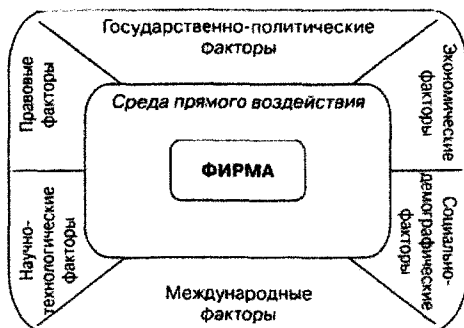 Государственно-политические
факторы
Правовые
факторы
Экономические
факторы
Среда прямого воздействия
ФИРМА
Научно-
технологические
факторы
Социально-
демографические
факторы
Международные
факторы